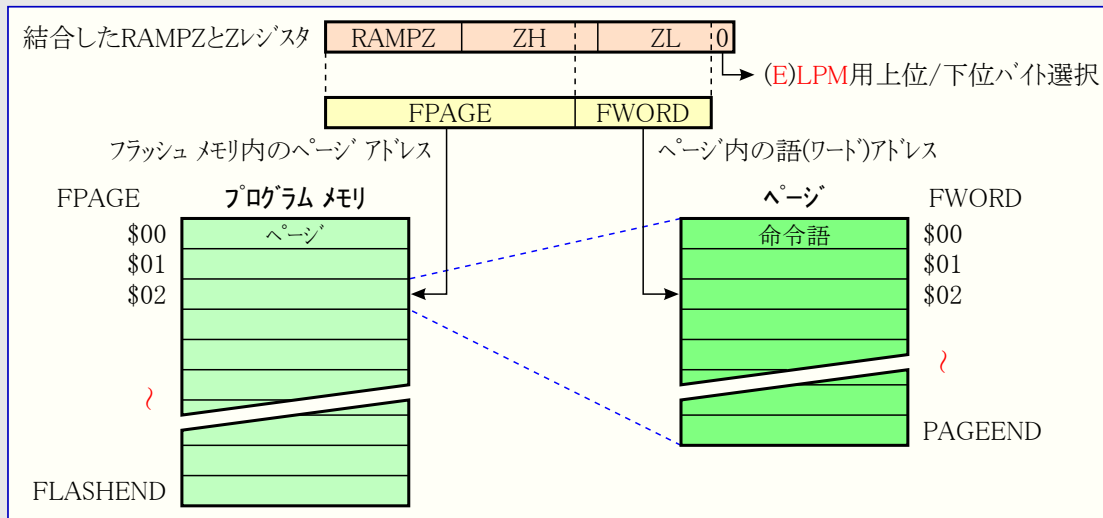 結合したRAMPZとZレジスタ RAMPZ ZH ZL 0
(E)LPM用上位/下位バイト選択
FPAGE FWORD
フラッシュ メモリ内のページ アドレス
ページ内の語(ワード)アドレス
FPAGE プログラム メモリ
ページ FWORD
$00 ページ
命令語 $00
$01
$01
$02
$02
~
~
PAGEEND
FLASHEND